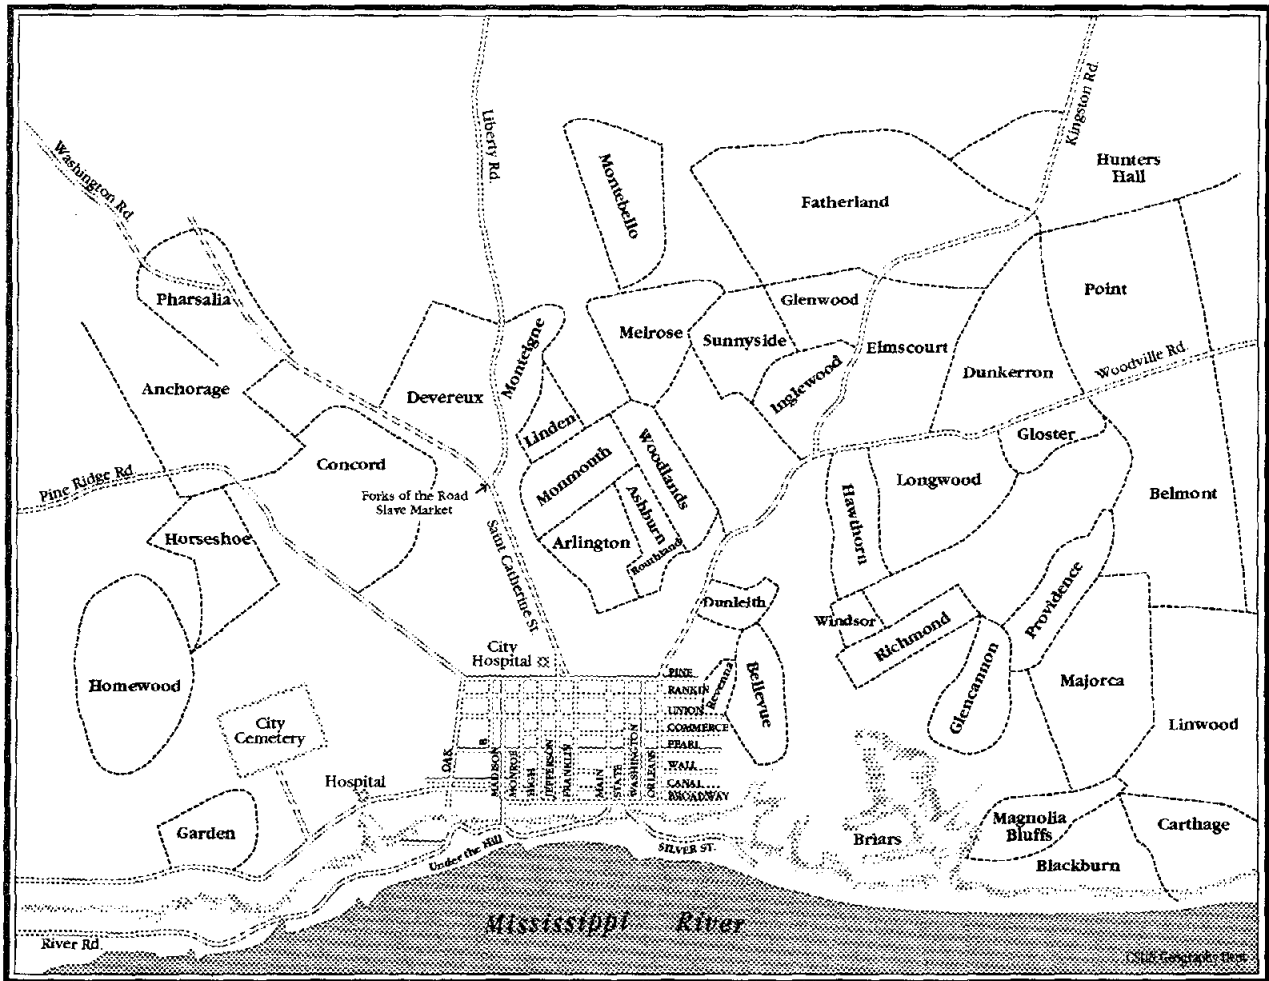 Kingston Rd.
Liberty Rd.
Washington Rd.
Hunters
Hall
Montebello
Fatherland
Pharsalia
Glenwood
Point
Monteigne
Melrose
Sunnyside
Elmscourt
Woodville Rd.
Inglewood
Dunkerron
Anchorage
Devereux
Linden
Gloster
Concord
Monmouth
Woodlands
Longwood
Pine Ridge Rd.
Forks of the Road
Slave Market
Hawthorn
Belmont
Ashburn
Horseshoe
Saint Catherine St.
Arlington
Routhland
Dunleith
Providence
Windsor
Richmond
City
Hospital
Homewood
Bellevue
Ravenna
Glencannon
Majorca
Linwood
PINE
RANKIN
UNION
COMMERCE
PEARL
WALL
CANAL
BROADWAY
City
Cemetery
OAK
B
MADISON
MONROE
HIGH
JEFFERSON
FRANKLIN
MAIN
STATE
WASHINGTON
ORLEANS
Hospital
Garden
Under the Hill
SILVER ST.
Briars
Magnolia
Bluffs
Carthage
Blackburn
Mississippi River
River Rd.
CSUN Geography Dept.